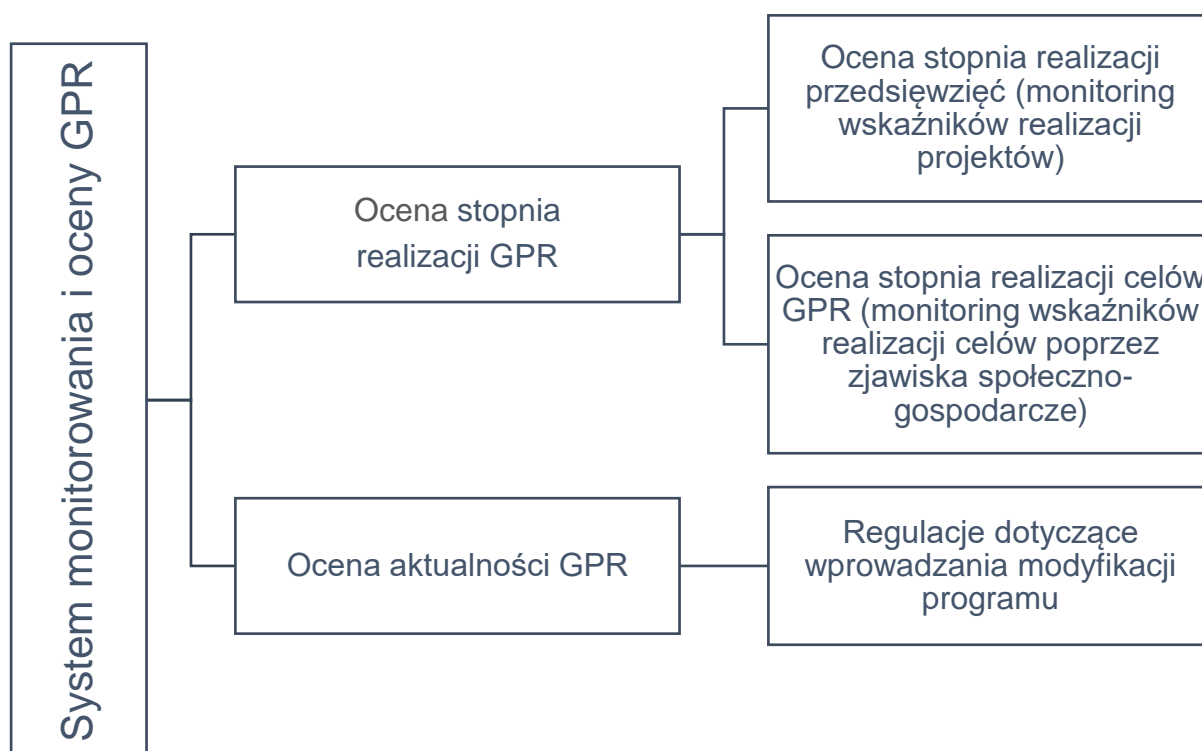 System monitorowania i oceny GPR
Ocena stopnia
realizacji GPR
Ocena stopnia realizacji
przedsięwzięć (monitoring
wskaźników realizacji
projektów)
Ocena stopnia realizacji celów
GPR (monitoring wskaźników
realizacji celów poprzez
zjawiska społeczno-
gospodarcze)
Ocena aktualności GPR
Regulacje dotyczące
wprowadzania modyfikacji
programu